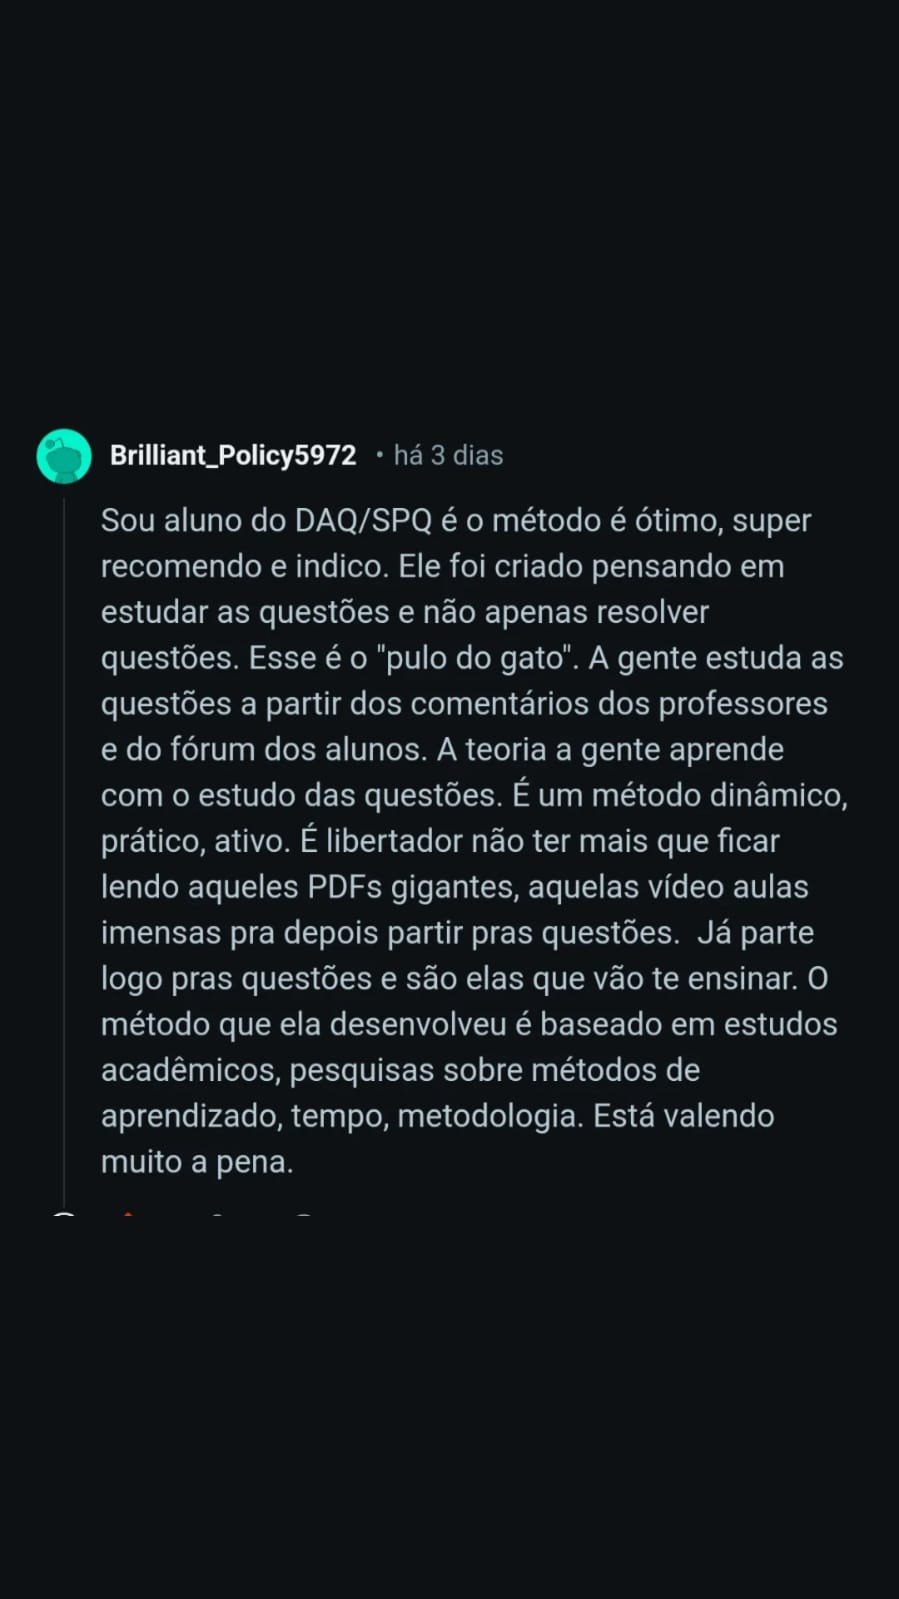 Brilliant_Policy5972 • há 3 dias
Sou aluno do DAQ/SPQ é o método é ótimo, super
recomendo e indico. Ele foi criado pensando em
estudar as questões e não apenas resolver
questões. Esse é o "pulo do gato". A gente estuda as
questões a partir dos comentários dos professores
e do fórum dos alunos. A teoria a gente aprende
com o estudo das questões. É um método dinâmico,
prático, ativo. É libertador não ter mais que ficar
lendo aqueles PDFs gigantes, aquelas vídeo aulas
imensas pra depois partir pras questões.  Já parte
logo pras questões e são elas que vão te ensinar. O
método que ela desenvolveu é baseado em estudos
acadêmicos, pesquisas sobre métodos de
aprendizado, tempo, metodologia. Está valendo
muito a pena.